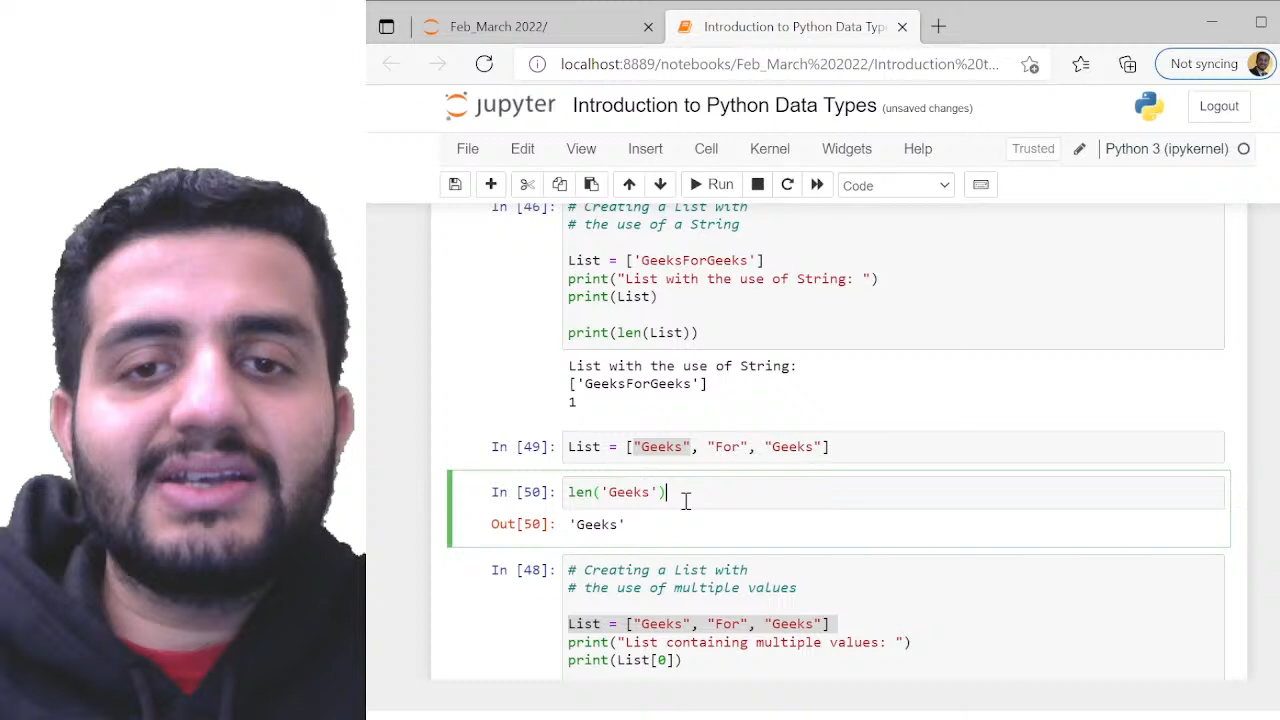 Feb_March 2022/
Introduction to Python Data Type
localhost:8889/notebooks/Feb_March%202022/Introduction%20t...
Not syncing
jupyter Introduction to Python Data Types (unsaved changes)
Logout
File Edit View Insert Cell Kernel Widgets Help
Trusted
Python 3 (ipykernel)
Run
Code
In [46]: # Creating a List with
# the use of a String
List = ['GeeksForGeeks']
print("List with the use of String: ")
print(List)
print(len(List))
List with the use of String:
['GeeksForGeeks']
1
In [49]: List = ["Geeks", "For", "Geeks"]
In [50]: len('Geeks')
Out[50]: 'Geeks'
In [48]: # Creating a List with
# the use of multiple values
List = ["Geeks", "For", "Geeks"]
print("List containing multiple values: ")
print(List[0])